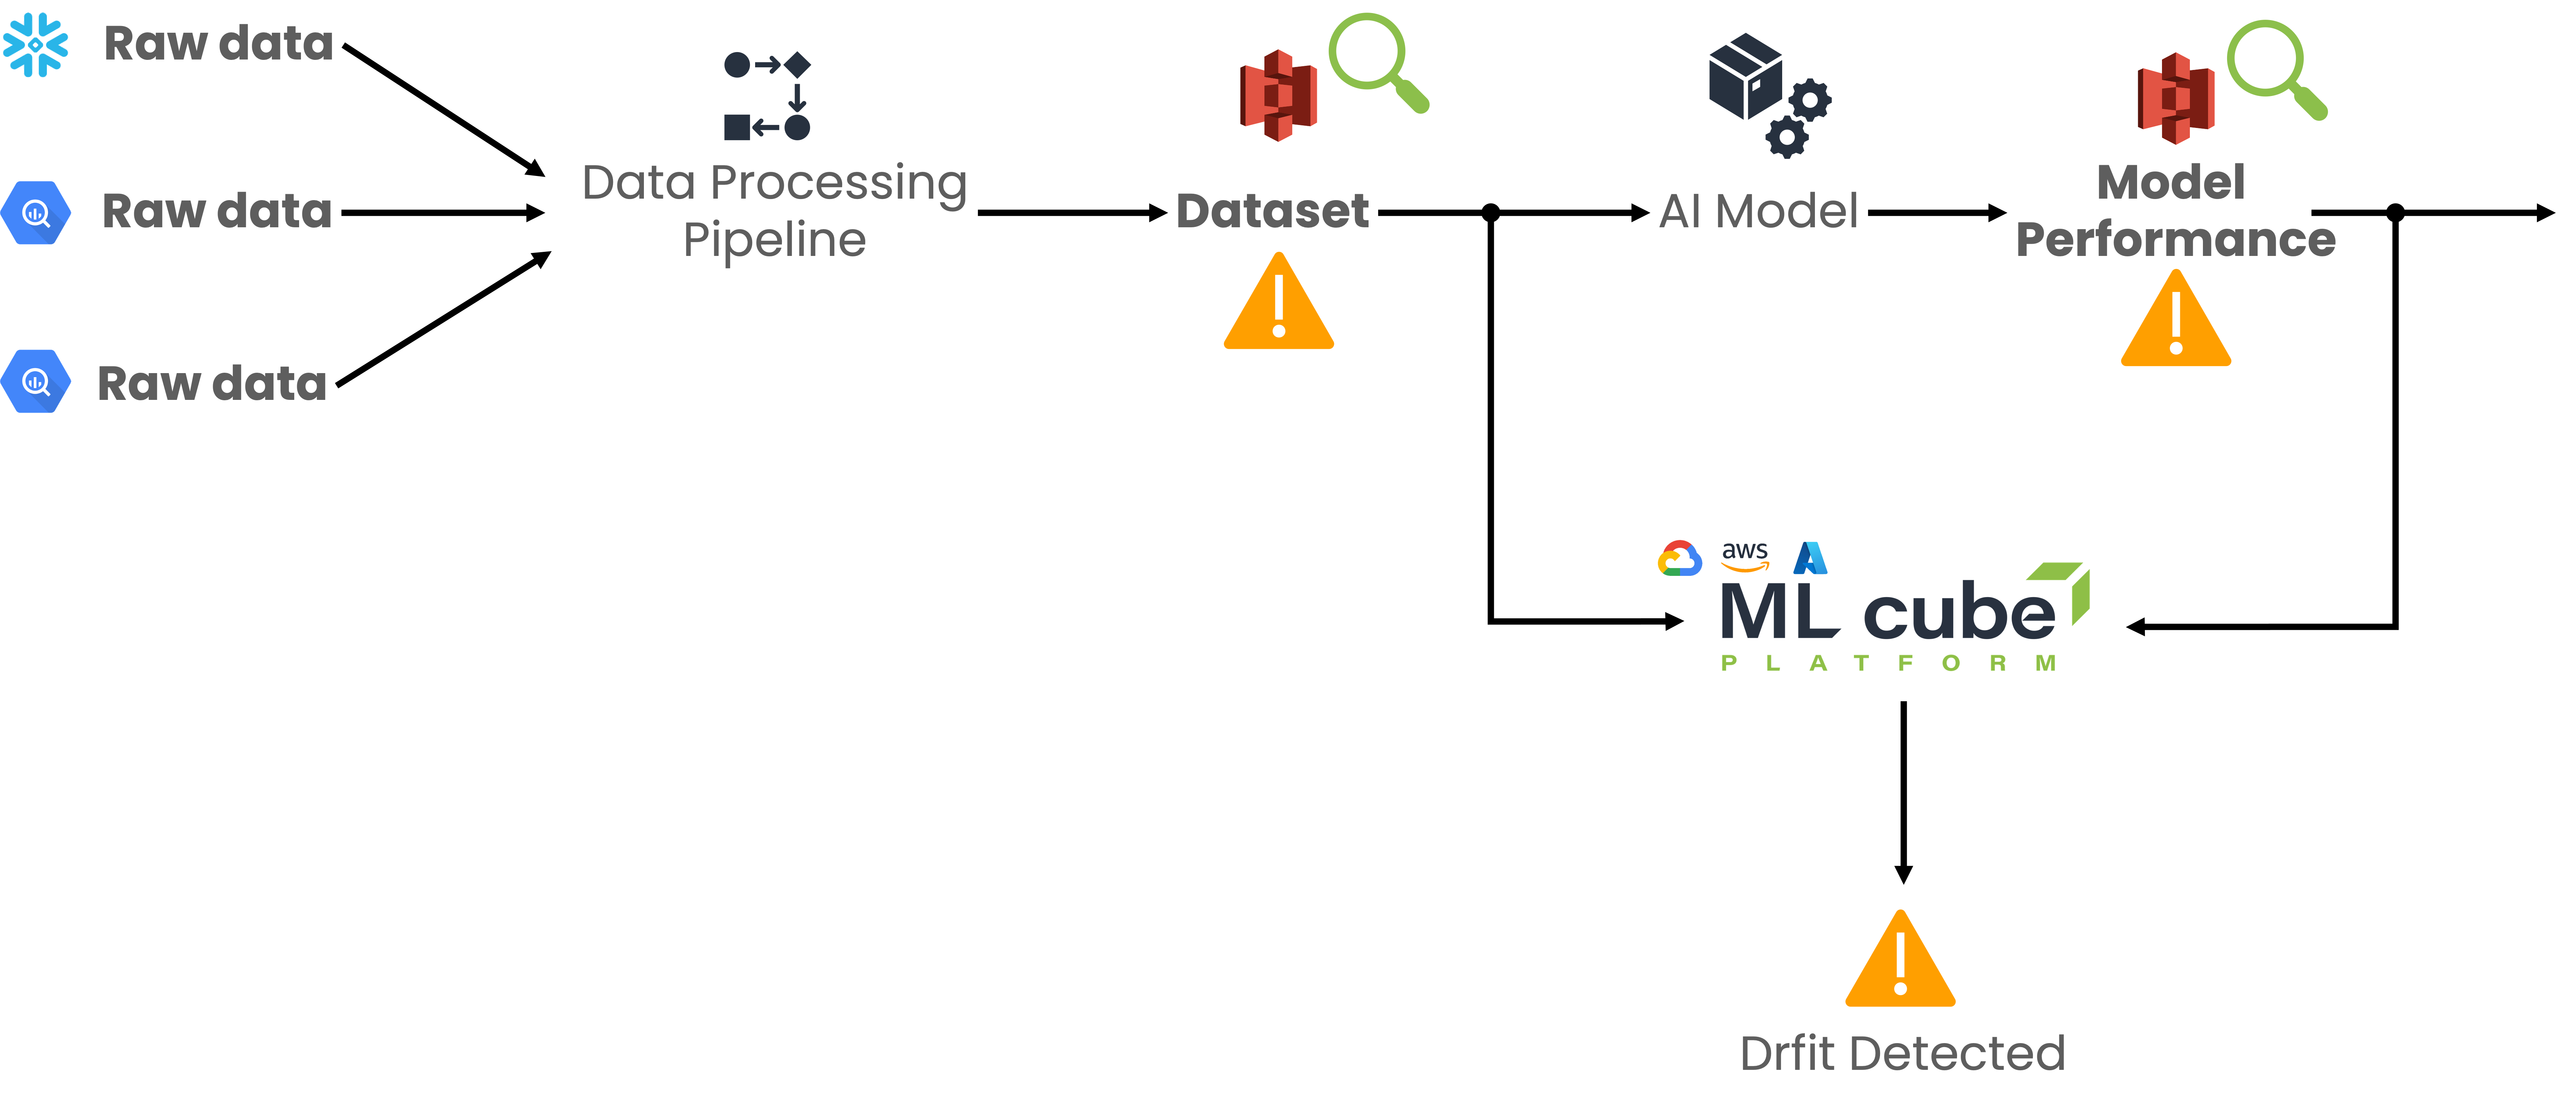 Raw data
Raw data
Raw data
Data Processing
Pipeline
Dataset
AI Model
Model
Performance
aws
ML cube
PLATFORM
Drfit Detected